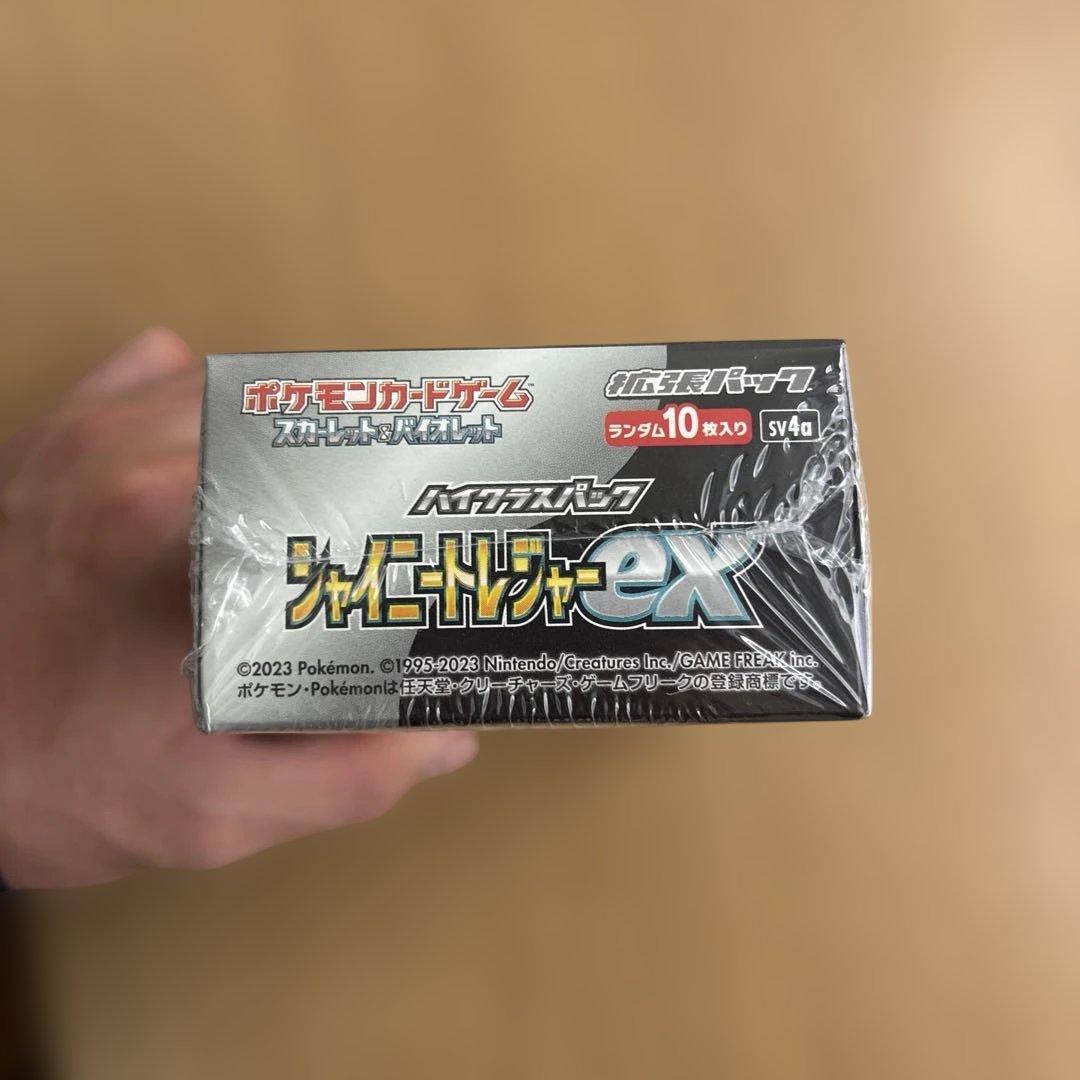 ポケモンカードゲーム™
スカーレット&バイオレット
拡張パック
ランダム10枚入り SV4a
ハイクラスパック
シャイニートレジャーex
©2023 Pokémon. ©1995-2023 Nintendo/Creatures Inc./GAME FREAK inc.
ポケモン・Pokémonは任天堂・クリーチャーズ・ゲームフリークの登録商標です。